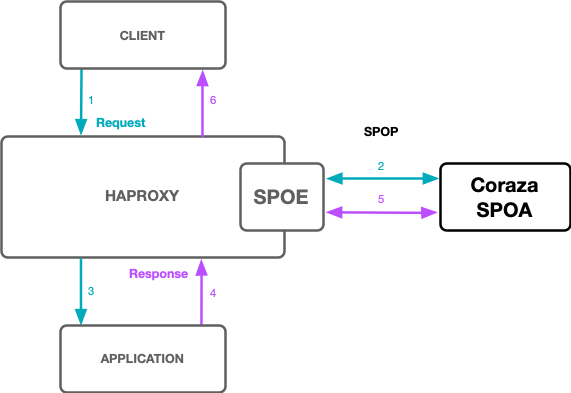 CLIENT
1
6
Request
SPOP
HAPROXY
SPOE
2
5
Coraza
SPOA
Response
3
4
APPLICATION